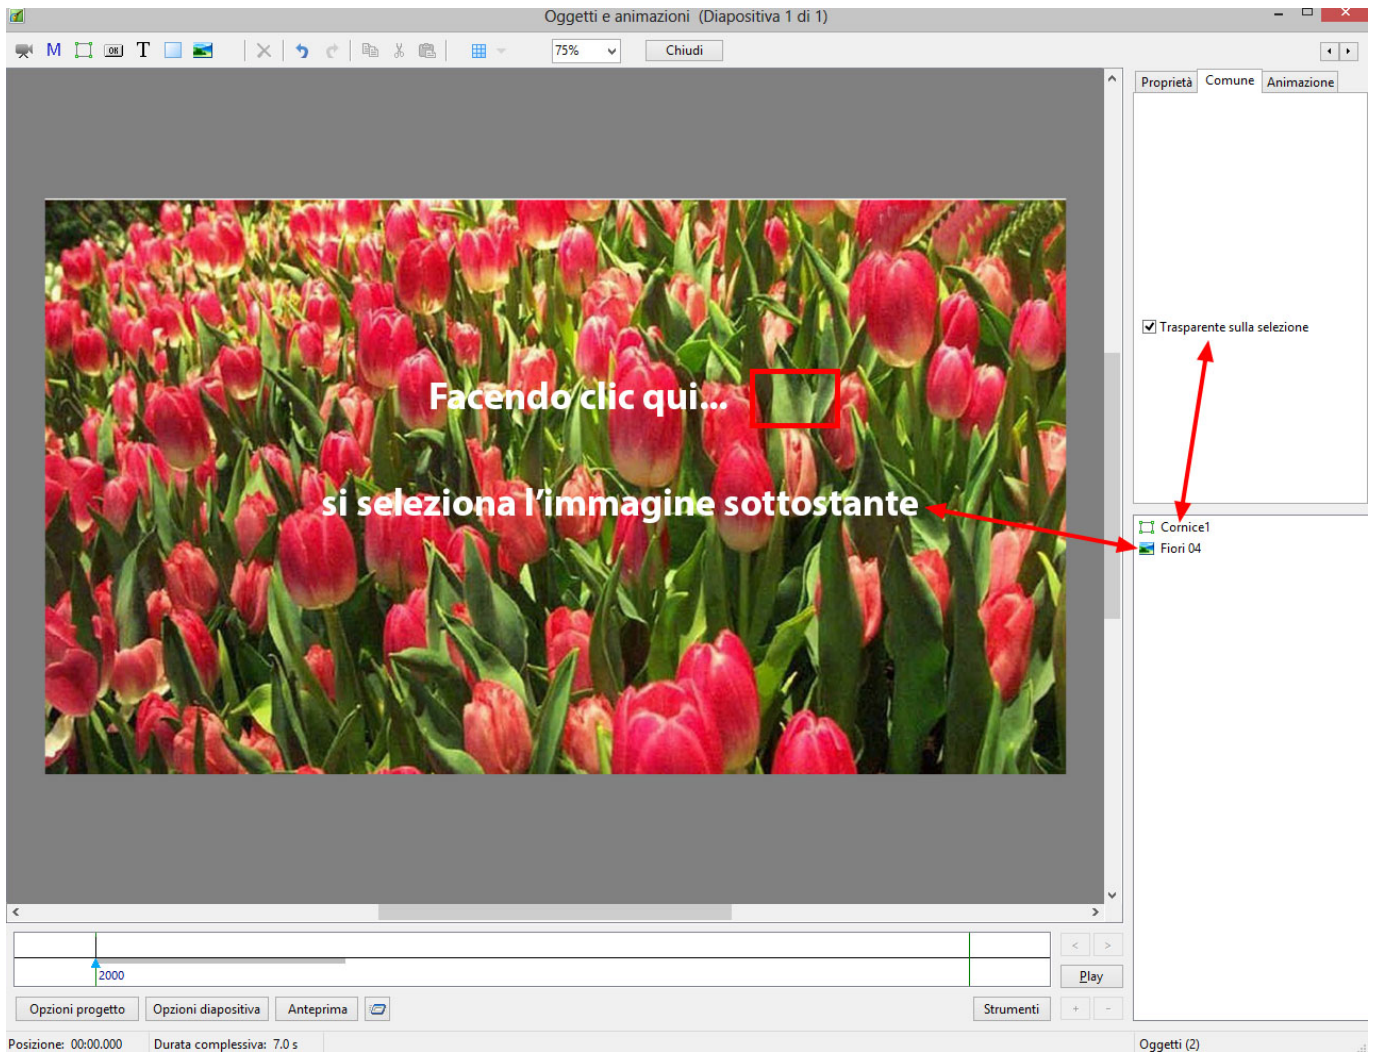 Oggetti e animazioni (Diapositiva 1 di 1)
M OK T 75% Chiudi
Proprietà Comune Animazione
Trasparente sulla selezione
Facendo clic qui...
si seleziona l'immagine sottostante
Cornice1
Fiori 04
2000
Play
Opzioni progetto Opzioni diapositiva Anteprima Strumenti + -
Posizione: 00:00.000 Durata complessiva: 7.0 s Oggetti (2)